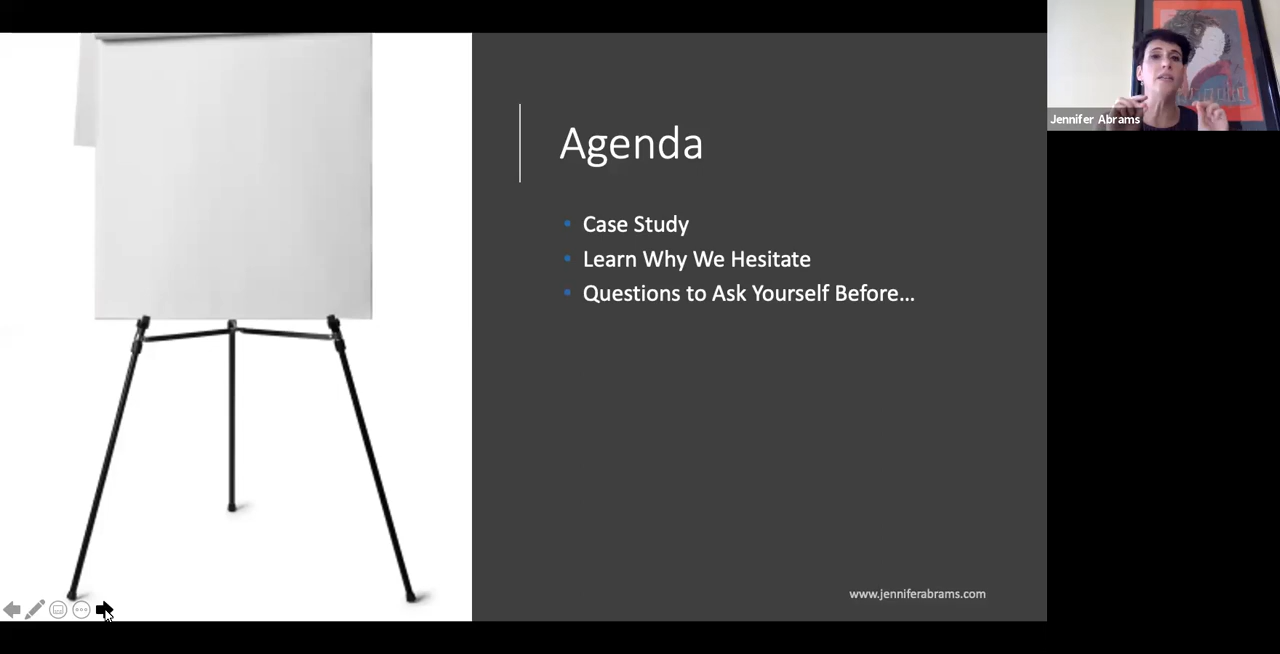 Agenda
• Case Study
• Learn Why We Hesitate
• Questions to Ask Yourself Before...
www.jenniferabrams.com
Jennifer Abrams